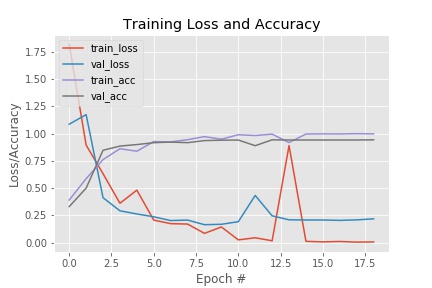 Training Loss and Accuracy
train_loss
val_loss
train_acc
val_acc
Loss/Accuracy
1.75
1.50
1.25
1.00
0.75
0.50
0.25
0.00
0.0 2.5 5.0 7.5 10.0 12.5 15.0 17.5
Epoch #